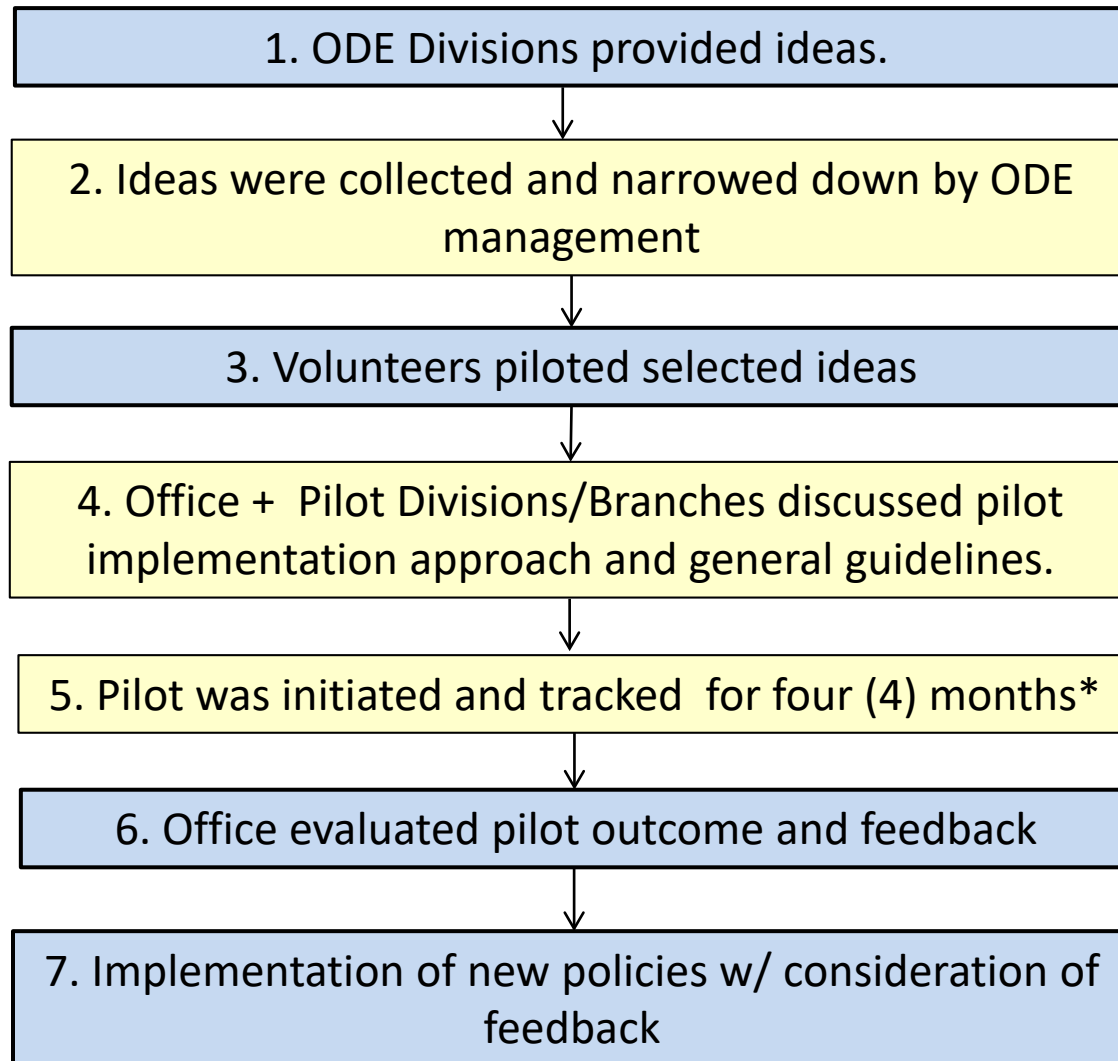 1. ODE Divisions provided ideas.
2. Ideas were collected and narrowed down by ODE
management
3. Volunteers piloted selected ideas
4. Office +  Pilot Divisions/Branches discussed pilot
implementation approach and general guidelines.
5. Pilot was initiated and tracked  for four (4) months*
6. Office evaluated pilot outcome and feedback
7. Implementation of new policies w/ consideration of
feedback